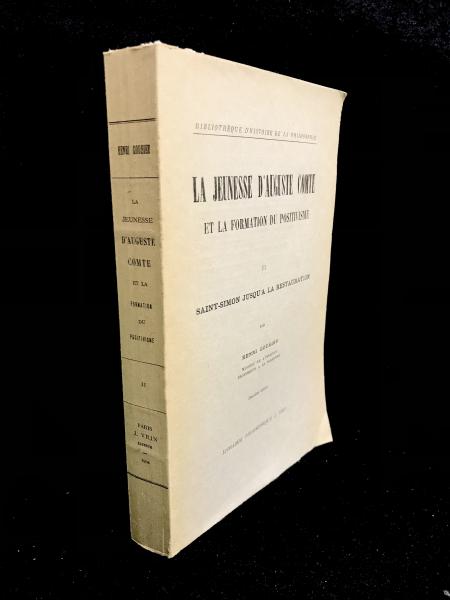 HENRI GOUHIER
LA
JEUNESSE
D'AUGUSTE
COMTE
ET LA
FORMATION
DU
POSITIVISME
II
PARIS
J. VRIN
BIBLIOTHÈQUE D'HISTOIRE DE LA PHILOSOPHIE
LA JEUNESSE D'AUGUSTE COMTE
ET LA FORMATION DU POSITIVISME
II
SAINT-SIMON JUSQU'A LA RESTAURATION
PAR
HENRI GOUHIER
LIBRAIRIE PHILOSOPHIQUE J. VRIN